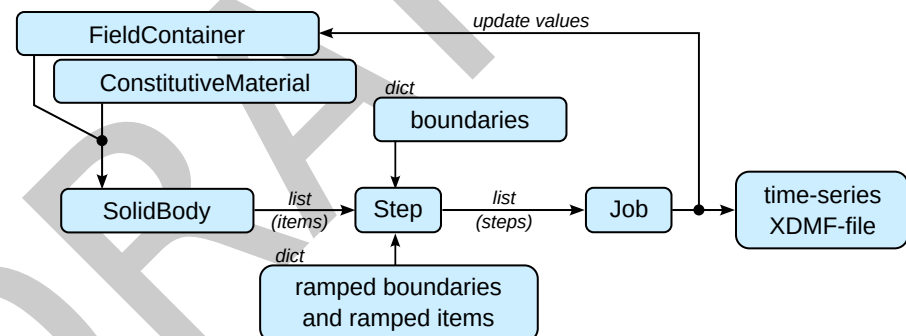 update values
FieldContainer
ConstitutiveMaterial
dict
boundaries
SolidBody
list
(items)
Step
list
(steps)
Job
time-series
XDMF-file
dict
ramped boundaries
and ramped items